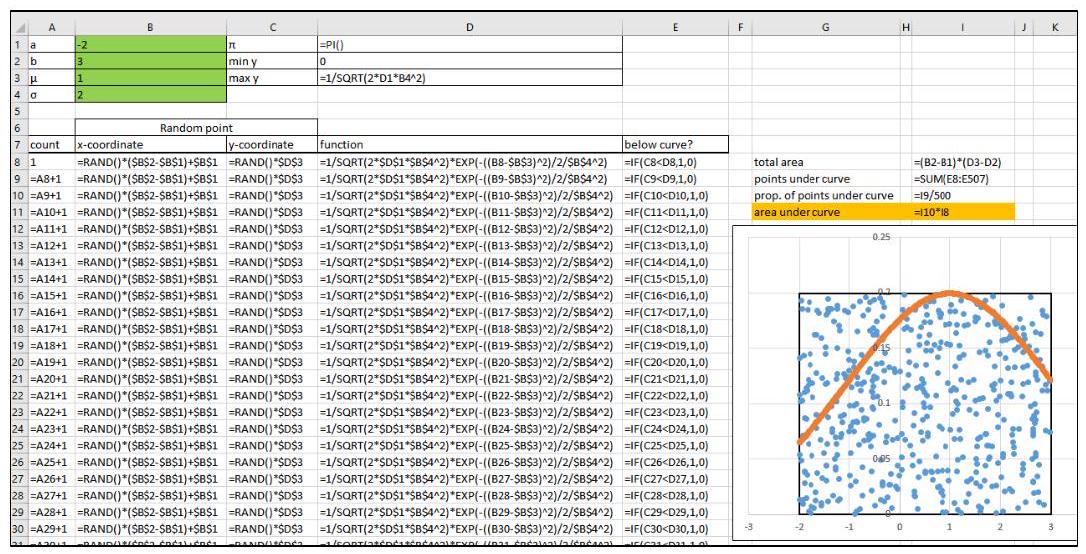 A B C D E F G H I J K
1 a -2 π =PI()
2 b 3 min y 0
3 μ 1 max y =1/SQRT(2*D1*B4^2)
4 σ 2
5
6 Random point
7 count x-coordinate y-coordinate function below curve?
8 1 =RAND()*($B$2-$B$1)+$B$1 =RAND()*$D$3 =1/SQRT(2*$D$1*$B$4^2)*EXP(-((B8-$B$3)^2)/2/$B$4^2) =IF(C8<D8,1,0) total area =(B2-B1)*(D3-D2)
9 =A8+1 =RAND()*($B$2-$B$1)+$B$1 =RAND()*$D$3 =1/SQRT(2*$D$1*$B$4^2)*EXP(-((B9-$B$3)^2)/2/$B$4^2) =IF(C9<D9,1,0) points under curve =SUM(E8:E507)
10 =A9+1 =RAND()*($B$2-$B$1)+$B$1 =RAND()*$D$3 =1/SQRT(2*$D$1*$B$4^2)*EXP(-((B10-$B$3)^2)/2/$B$4^2) =IF(C10<D10,1,0) prop. of points under curve =I9/500
11 =A10+1 =RAND()*($B$2-$B$1)+$B$1 =RAND()*$D$3 =1/SQRT(2*$D$1*$B$4^2)*EXP(-((B11-$B$3)^2)/2/$B$4^2) =IF(C11<D11,1,0) area under curve =I10*I8
12 =A11+1 =RAND()*($B$2-$B$1)+$B$1 =RAND()*$D$3 =1/SQRT(2*$D$1*$B$4^2)*EXP(-((B12-$B$3)^2)/2/$B$4^2) =IF(C12<D12,1,0)
13 =A12+1 =RAND()*($B$2-$B$1)+$B$1 =RAND()*$D$3 =1/SQRT(2*$D$1*$B$4^2)*EXP(-((B13-$B$3)^2)/2/$B$4^2) =IF(C13<D13,1,0)
14 =A13+1 =RAND()*($B$2-$B$1)+$B$1 =RAND()*$D$3 =1/SQRT(2*$D$1*$B$4^2)*EXP(-((B14-$B$3)^2)/2/$B$4^2) =IF(C14<D14,1,0)
15 =A14+1 =RAND()*($B$2-$B$1)+$B$1 =RAND()*$D$3 =1/SQRT(2*$D$1*$B$4^2)*EXP(-((B15-$B$3)^2)/2/$B$4^2) =IF(C15<D15,1,0)
16 =A15+1 =RAND()*($B$2-$B$1)+$B$1 =RAND()*$D$3 =1/SQRT(2*$D$1*$B$4^2)*EXP(-((B16-$B$3)^2)/2/$B$4^2) =IF(C16<D16,1,0)
17 =A16+1 =RAND()*($B$2-$B$1)+$B$1 =RAND()*$D$3 =1/SQRT(2*$D$1*$B$4^2)*EXP(-((B17-$B$3)^2)/2/$B$4^2) =IF(C17<D17,1,0)
18 =A17+1 =RAND()*($B$2-$B$1)+$B$1 =RAND()*$D$3 =1/SQRT(2*$D$1*$B$4^2)*EXP(-((B18-$B$3)^2)/2/$B$4^2) =IF(C18<D18,1,0)
19 =A18+1 =RAND()*($B$2-$B$1)+$B$1 =RAND()*$D$3 =1/SQRT(2*$D$1*$B$4^2)*EXP(-((B19-$B$3)^2)/2/$B$4^2) =IF(C19<D19,1,0)
20 =A19+1 =RAND()*($B$2-$B$1)+$B$1 =RAND()*$D$3 =1/SQRT(2*$D$1*$B$4^2)*EXP(-((B20-$B$3)^2)/2/$B$4^2) =IF(C20<D20,1,0)
21 =A20+1 =RAND()*($B$2-$B$1)+$B$1 =RAND()*$D$3 =1/SQRT(2*$D$1*$B$4^2)*EXP(-((B21-$B$3)^2)/2/$B$4^2) =IF(C21<D21,1,0)
22 =A21+1 =RAND()*($B$2-$B$1)+$B$1 =RAND()*$D$3 =1/SQRT(2*$D$1*$B$4^2)*EXP(-((B22-$B$3)^2)/2/$B$4^2) =IF(C22<D22,1,0)
23 =A22+1 =RAND()*($B$2-$B$1)+$B$1 =RAND()*$D$3 =1/SQRT(2*$D$1*$B$4^2)*EXP(-((B23-$B$3)^2)/2/$B$4^2) =IF(C23<D23,1,0)
24 =A23+1 =RAND()*($B$2-$B$1)+$B$1 =RAND()*$D$3 =1/SQRT(2*$D$1*$B$4^2)*EXP(-((B24-$B$3)^2)/2/$B$4^2) =IF(C24<D24,1,0)
25 =A24+1 =RAND()*($B$2-$B$1)+$B$1 =RAND()*$D$3 =1/SQRT(2*$D$1*$B$4^2)*EXP(-((B25-$B$3)^2)/2/$B$4^2) =IF(C25<D25,1,0)
26 =A25+1 =RAND()*($B$2-$B$1)+$B$1 =RAND()*$D$3 =1/SQRT(2*$D$1*$B$4^2)*EXP(-((B26-$B$3)^2)/2/$B$4^2) =IF(C26<D26,1,0)
27 =A26+1 =RAND()*($B$2-$B$1)+$B$1 =RAND()*$D$3 =1/SQRT(2*$D$1*$B$4^2)*EXP(-((B27-$B$3)^2)/2/$B$4^2) =IF(C27<D27,1,0)
28 =A27+1 =RAND()*($B$2-$B$1)+$B$1 =RAND()*$D$3 =1/SQRT(2*$D$1*$B$4^2)*EXP(-((B28-$B$3)^2)/2/$B$4^2) =IF(C28<D28,1,0)
29 =A28+1 =RAND()*($B$2-$B$1)+$B$1 =RAND()*$D$3 =1/SQRT(2*$D$1*$B$4^2)*EXP(-((B29-$B$3)^2)/2/$B$4^2) =IF(C29<D29,1,0)
30 =A29+1 =RAND()*($B$2-$B$1)+$B$1 =RAND()*$D$3 =1/SQRT(2*$D$1*$B$4^2)*EXP(-((B30-$B$3)^2)/2/$B$4^2) =IF(C30<D30,1,0)
0.25
0.2
0.15
0.1
0.05
0
-3 -2 -1 0 1 2 3